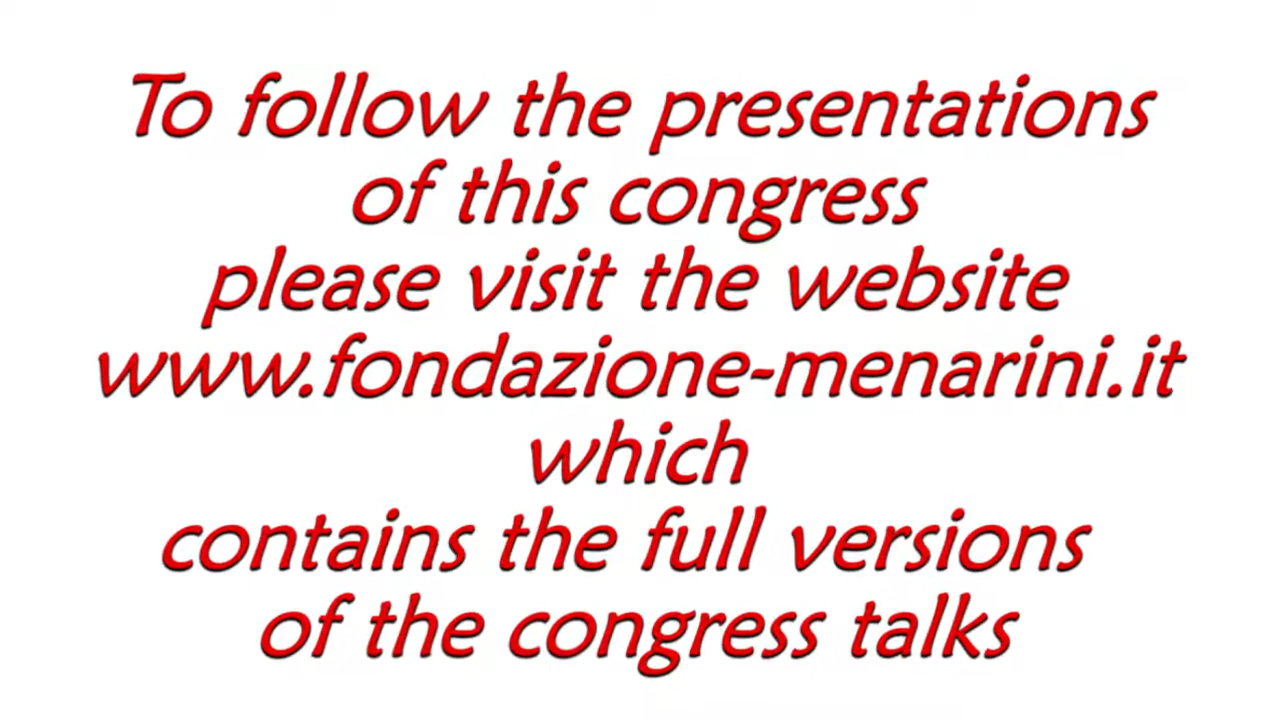 To follow the presentations
of this congress
please visit the website
www.fondazione-menarini.it
which
contains the full versions
of the congress talks